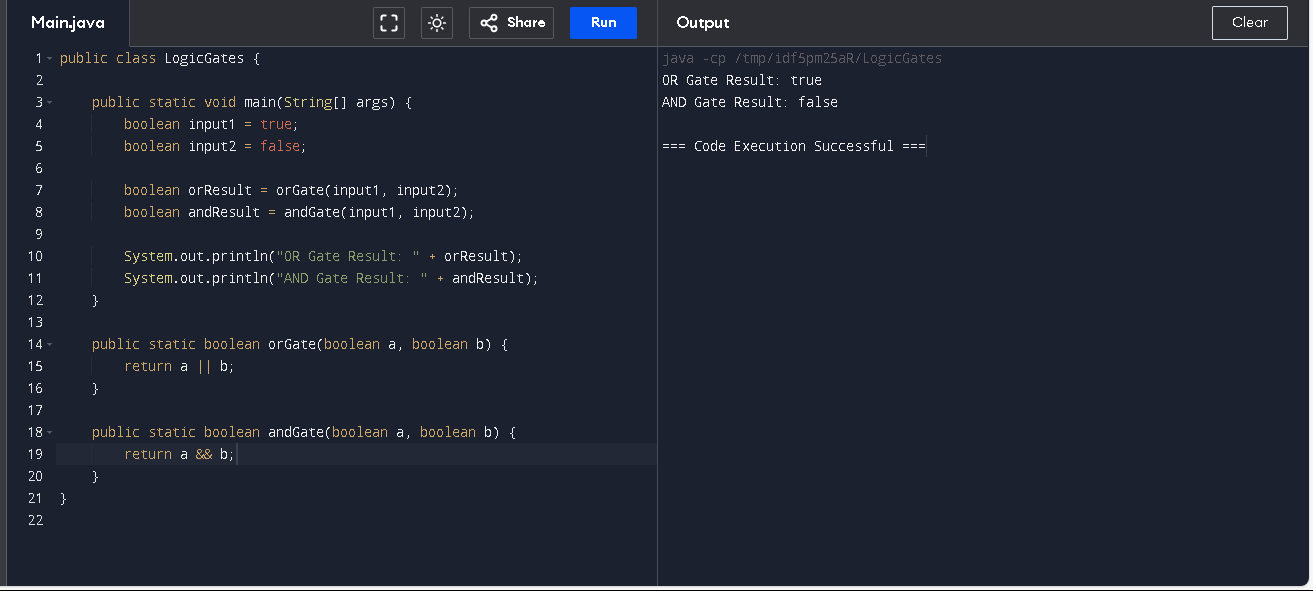 Main.java
Share
Run
Output
Clear
1 public class LogicGates {
2
3     public static void main(String[] args) {
4         boolean input1 = true;
5         boolean input2 = false;
6
7         boolean orResult = orGate(input1, input2);
8         boolean andResult = andGate(input1, input2);
9
10         System.out.println("OR Gate Result: " + orResult);
11         System.out.println("AND Gate Result: " + andResult);
12     }
13
14     public static boolean orGate(boolean a, boolean b) {
15         return a || b;
16     }
17
18     public static boolean andGate(boolean a, boolean b) {
19         return a && b;
20     }
21 }
22
java -cp /tmp/idf5pm25aR/LogicGates
OR Gate Result: true
AND Gate Result: false
=== Code Execution Successful ===